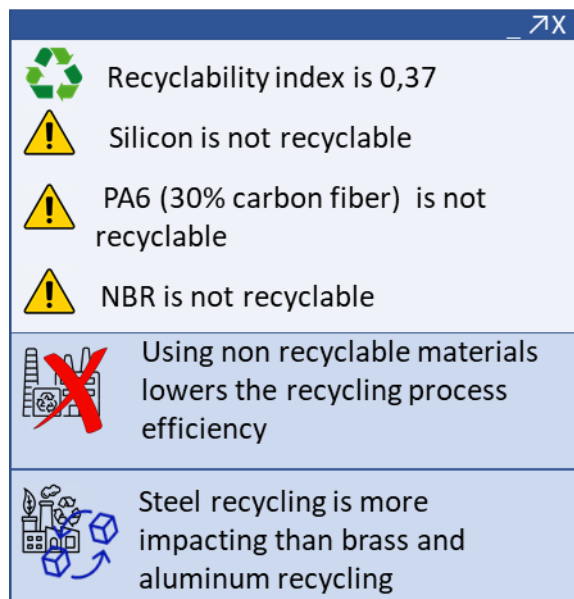 _ ↗X
Recyclability index is 0,37
Silicon is not recyclable
PA6 (30% carbon fiber) is not
recyclable
NBR is not recyclable
Using non recyclable materials
lowers the recycling process
efficiency
Steel recycling is more
impacting than brass and
aluminum recycling